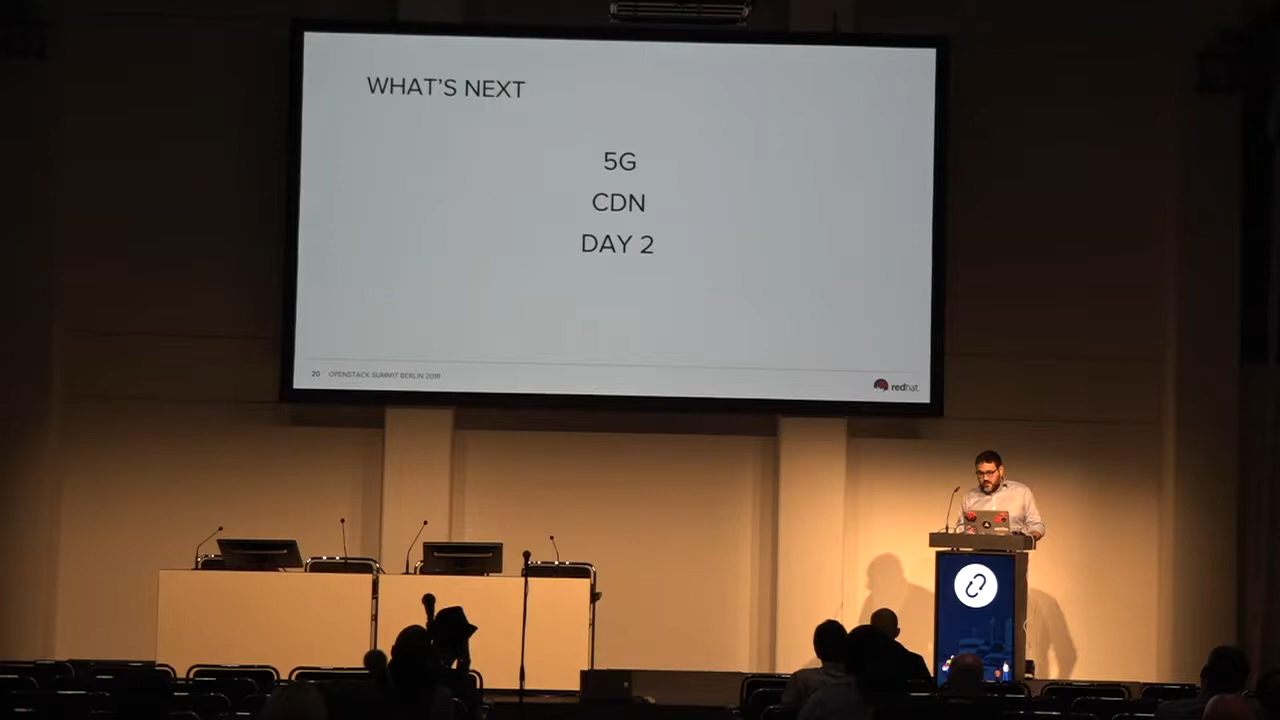 WHAT'S NEXT
5G
CDN
DAY 2
20 OPENSTACK SUMMIT BERLIN 2018
redhat.